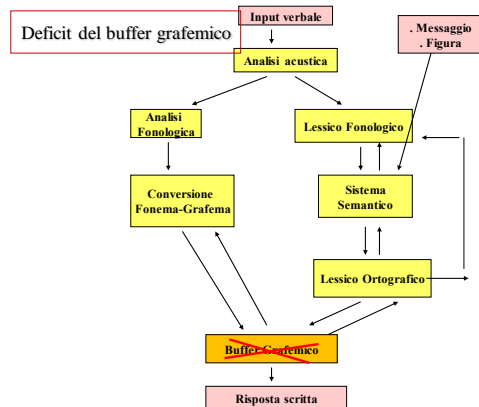 Input verbale
Deficit del buffer grafemico
. Messaggio
. Figura
Analisi acustica
Analisi
Fonologica
Lessico Fonologico
Conversione
Fonema-Grafema
Sistema
Semantico
Lessico Ortografico
Buffer Grafemico
Risposta scritta